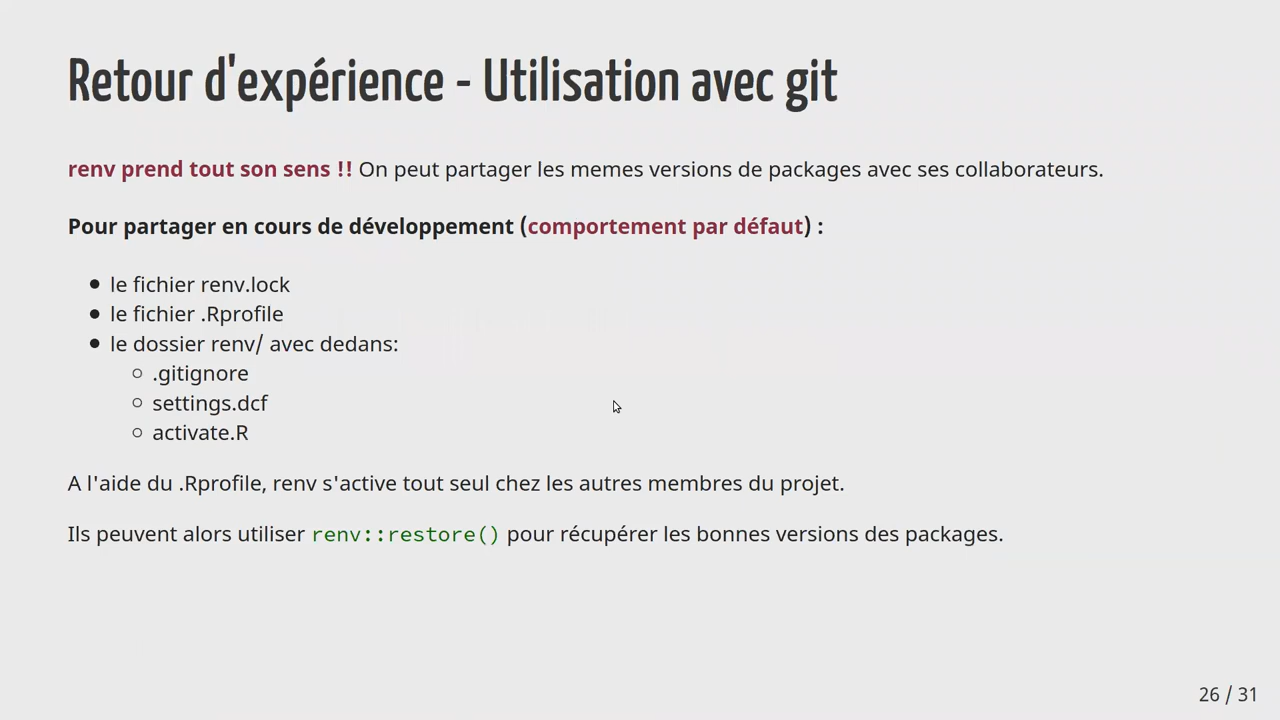 Retour d'expérience - Utilisation avec git
renv prend tout son sens !! On peut partager les memes versions de packages avec ses collaborateurs.
Pour partager en cours de développement (comportement par défaut) :
le fichier renv.lock
le fichier .Rprofile
le dossier renv/ avec dedans:
.gitignore
settings.dcf
activate.R
A l'aide du .Rprofile, renv s'active tout seul chez les autres membres du projet.
Ils peuvent alors utiliser renv::restore() pour récupérer les bonnes versions des packages.
26 / 31